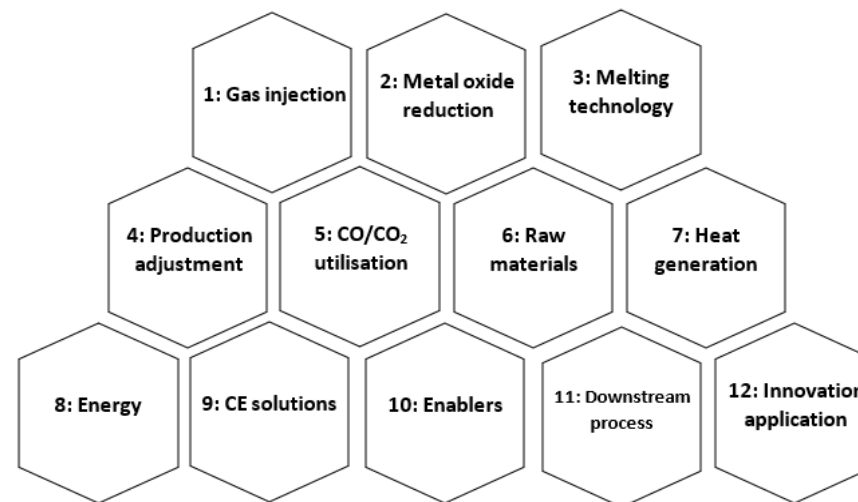 1: Gas injection
2: Metal oxide
reduction
3: Melting
technology
4: Production
adjustment
5: CO/CO₂
utilisation
6: Raw
materials
7: Heat
generation
8: Energy
9: CE solutions
10: Enablers
11: Downstream
process
12: Innovation
application